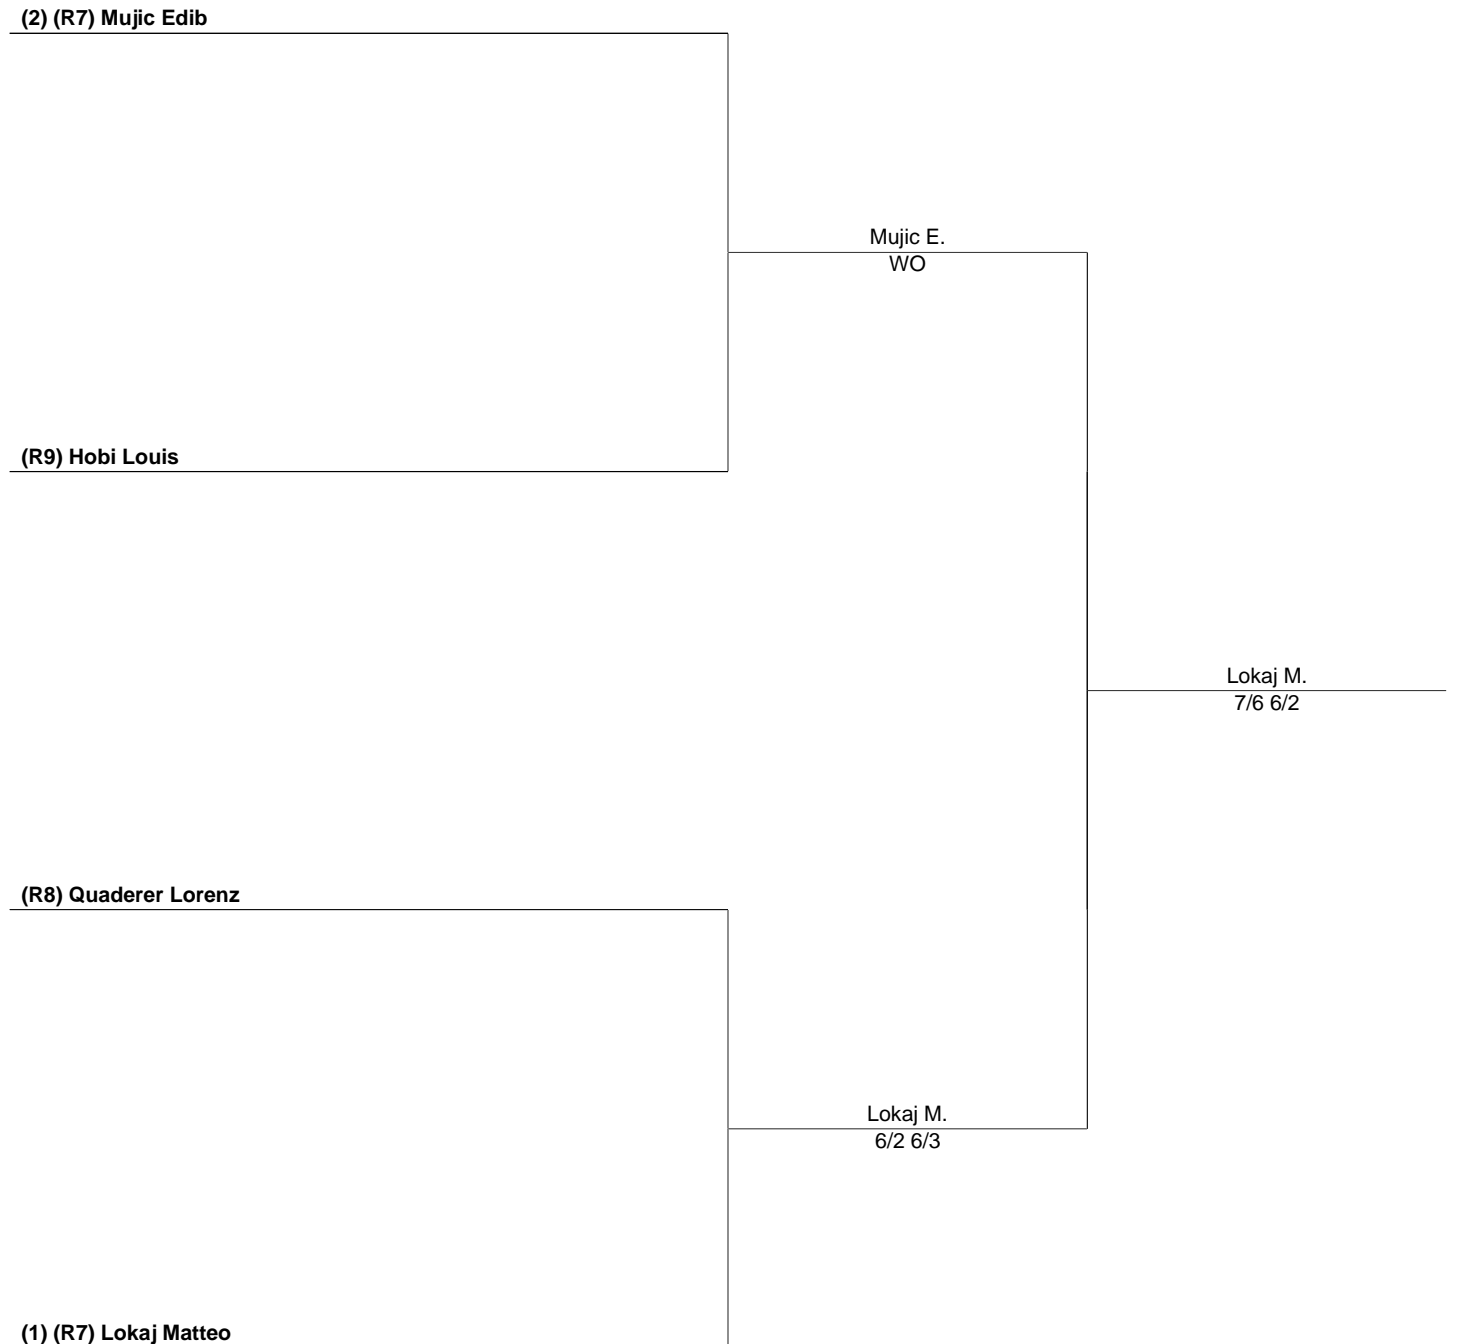 (2) (R7) Mujic Edib
Mujic E.
WO
(R9) Hobi Louis
Lokaj M.
7/6 6/2
(R8) Quaderer Lorenz
Lokaj M.
6/2 6/3
(1) (R7) Lokaj Matteo